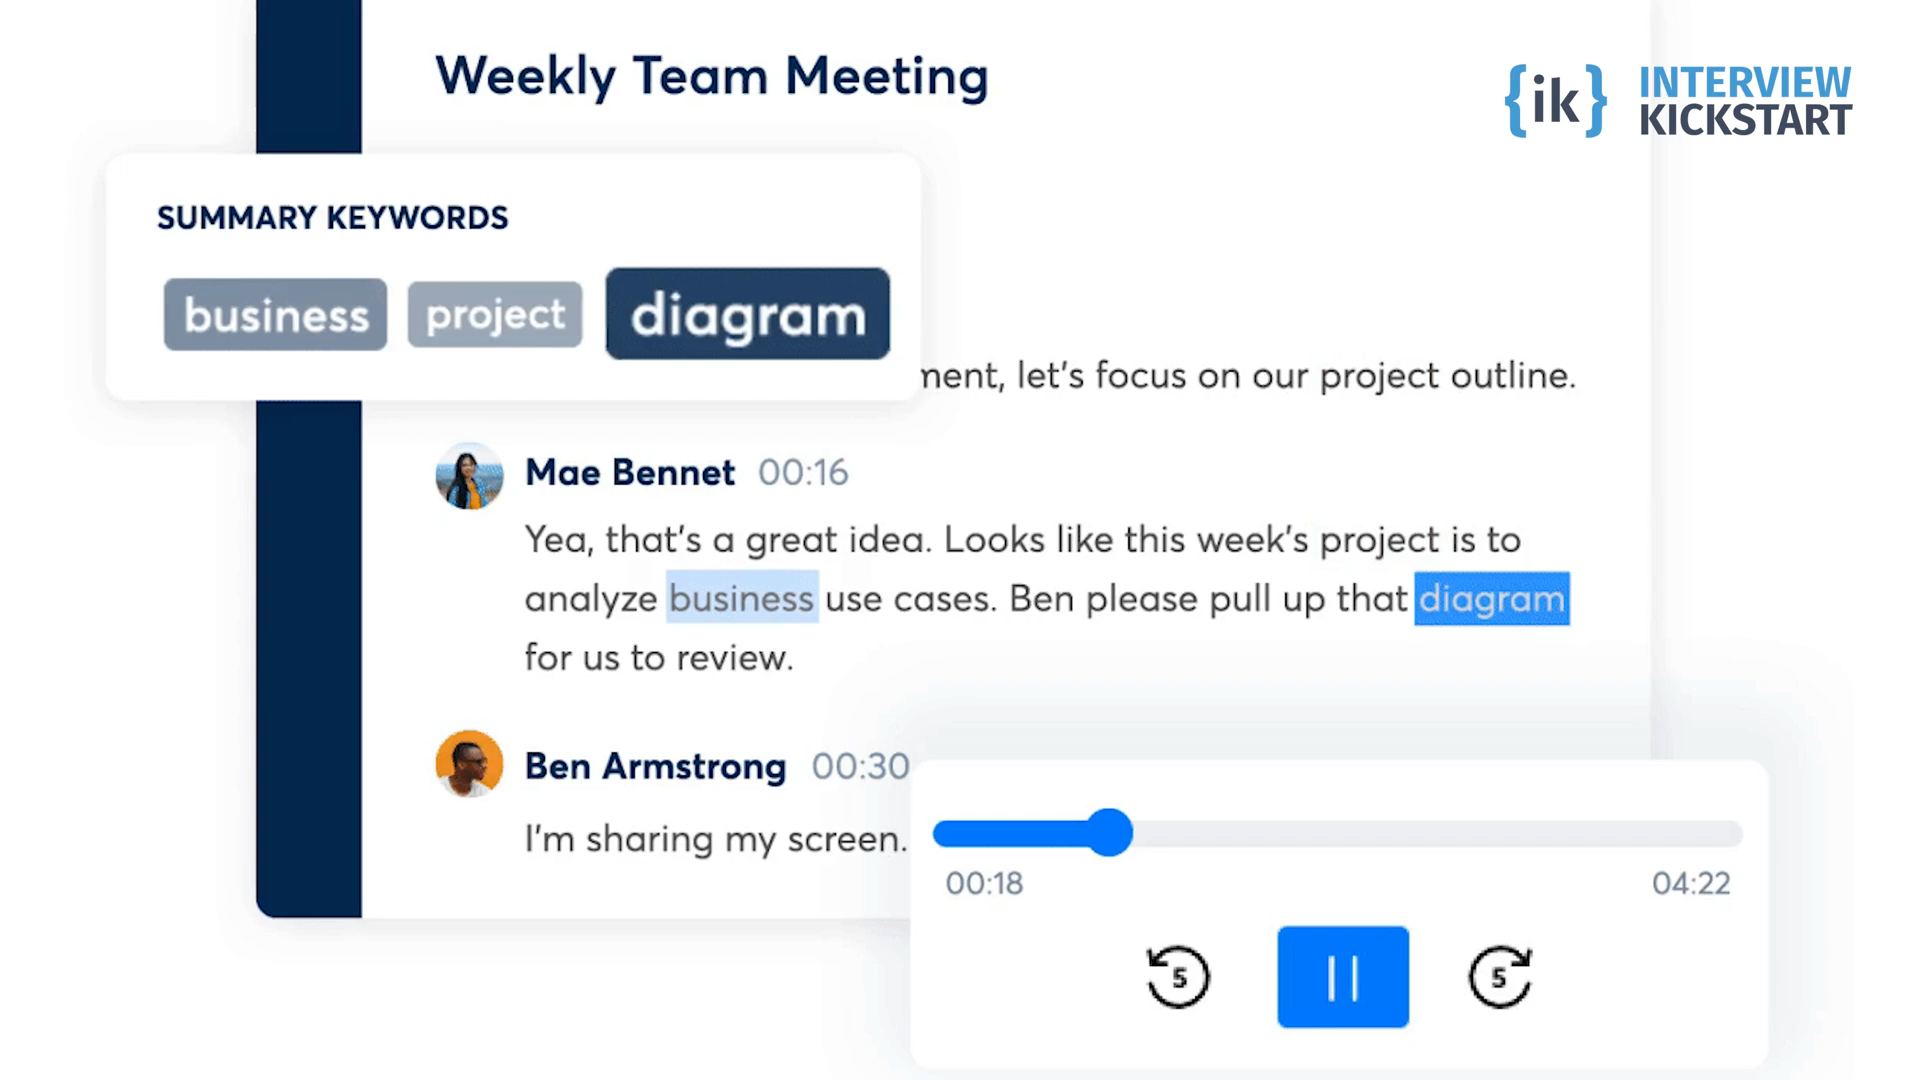 Weekly Team Meeting
{ik} INTERVIEW
KICKSTART
SUMMARY KEYWORDS
business project diagram
let's focus on our project outline.
Mae Bennet 00:16
Yea, that's a great idea. Looks like this week's project is to
analyze business use cases. Ben please pull up that diagram
for us to review.
Ben Armstrong 00:30
I'm sharing my screen.
00:18 04:22
5 5